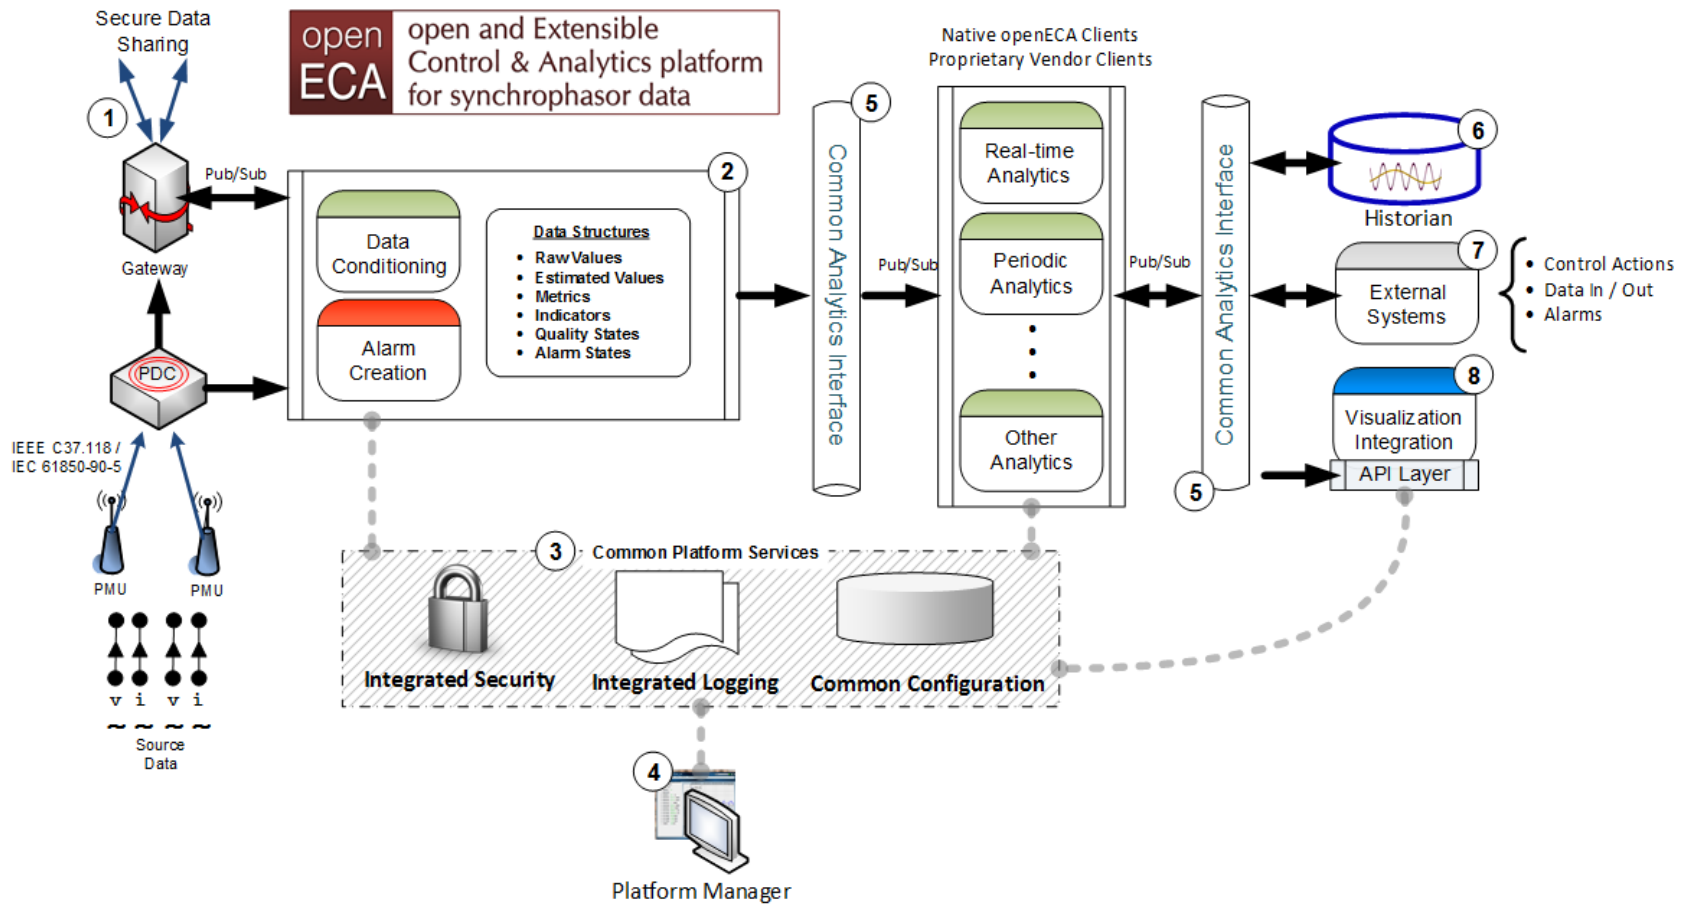 Secure Data
Sharing
1
open
ECA
open and Extensible
Control & Analytics platform
for synchrophasor data
Pub/Sub
Gateway
PDC
IEEE C37.118 /
IEC 61850-90-5
PMU
PMU
v i v i
~ ~ ~ ~
Source
Data
2
Data
Conditioning
Alarm
Creation
Data Structures
• Raw Values
• Estimated Values
• Metrics
• Indicators
• Quality States
• Alarm States
5
Common Analytics Interface
Pub/Sub
Native openECA Clients
Proprietary Vendor Clients
Real-time
Analytics
Periodic
Analytics
Other
Analytics
Pub/Sub
Common Analytics Interface
5
6
Historian
7
External
Systems
• Control Actions
• Data In / Out
• Alarms
8
Visualization
Integration
API Layer
3
Common Platform Services
Integrated Security
Integrated Logging
Common Configuration
4
Platform Manager